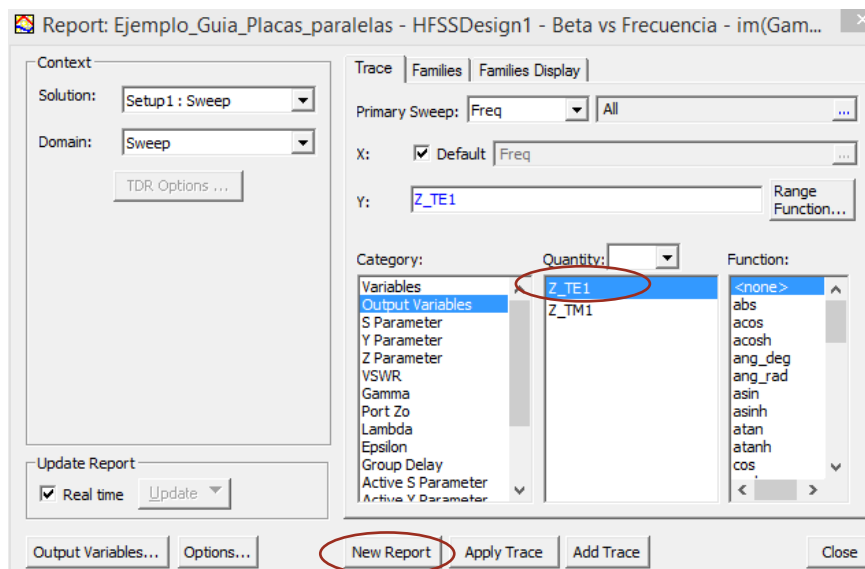 Report: Ejemplo_Guia_Placas_paralelas - HFSSDesign1 - Beta vs Frecuencia - im(Gam...
Context
Solution: Setup1 : Sweep
Domain: Sweep
TDR Options ...
Update Report
Real time Update
Output Variables... Options...
Trace Families Families Display
Primary Sweep: Freq All ...
X: Default Freq ...
Y: Z_TE1 Range Function...
Category:
Variables
Output Variables
S Parameter
Y Parameter
Z Parameter
VSWR
Gamma
Port Zo
Lambda
Epsilon
Group Delay
Active S Parameter
Active Y Parameter
Quantity:
Z_TE1
Z_TM1
Function:
<none>
abs
acos
acosh
ang_deg
ang_rad
asin
asinh
atan
atanh
cos
New Report Apply Trace Add Trace Close